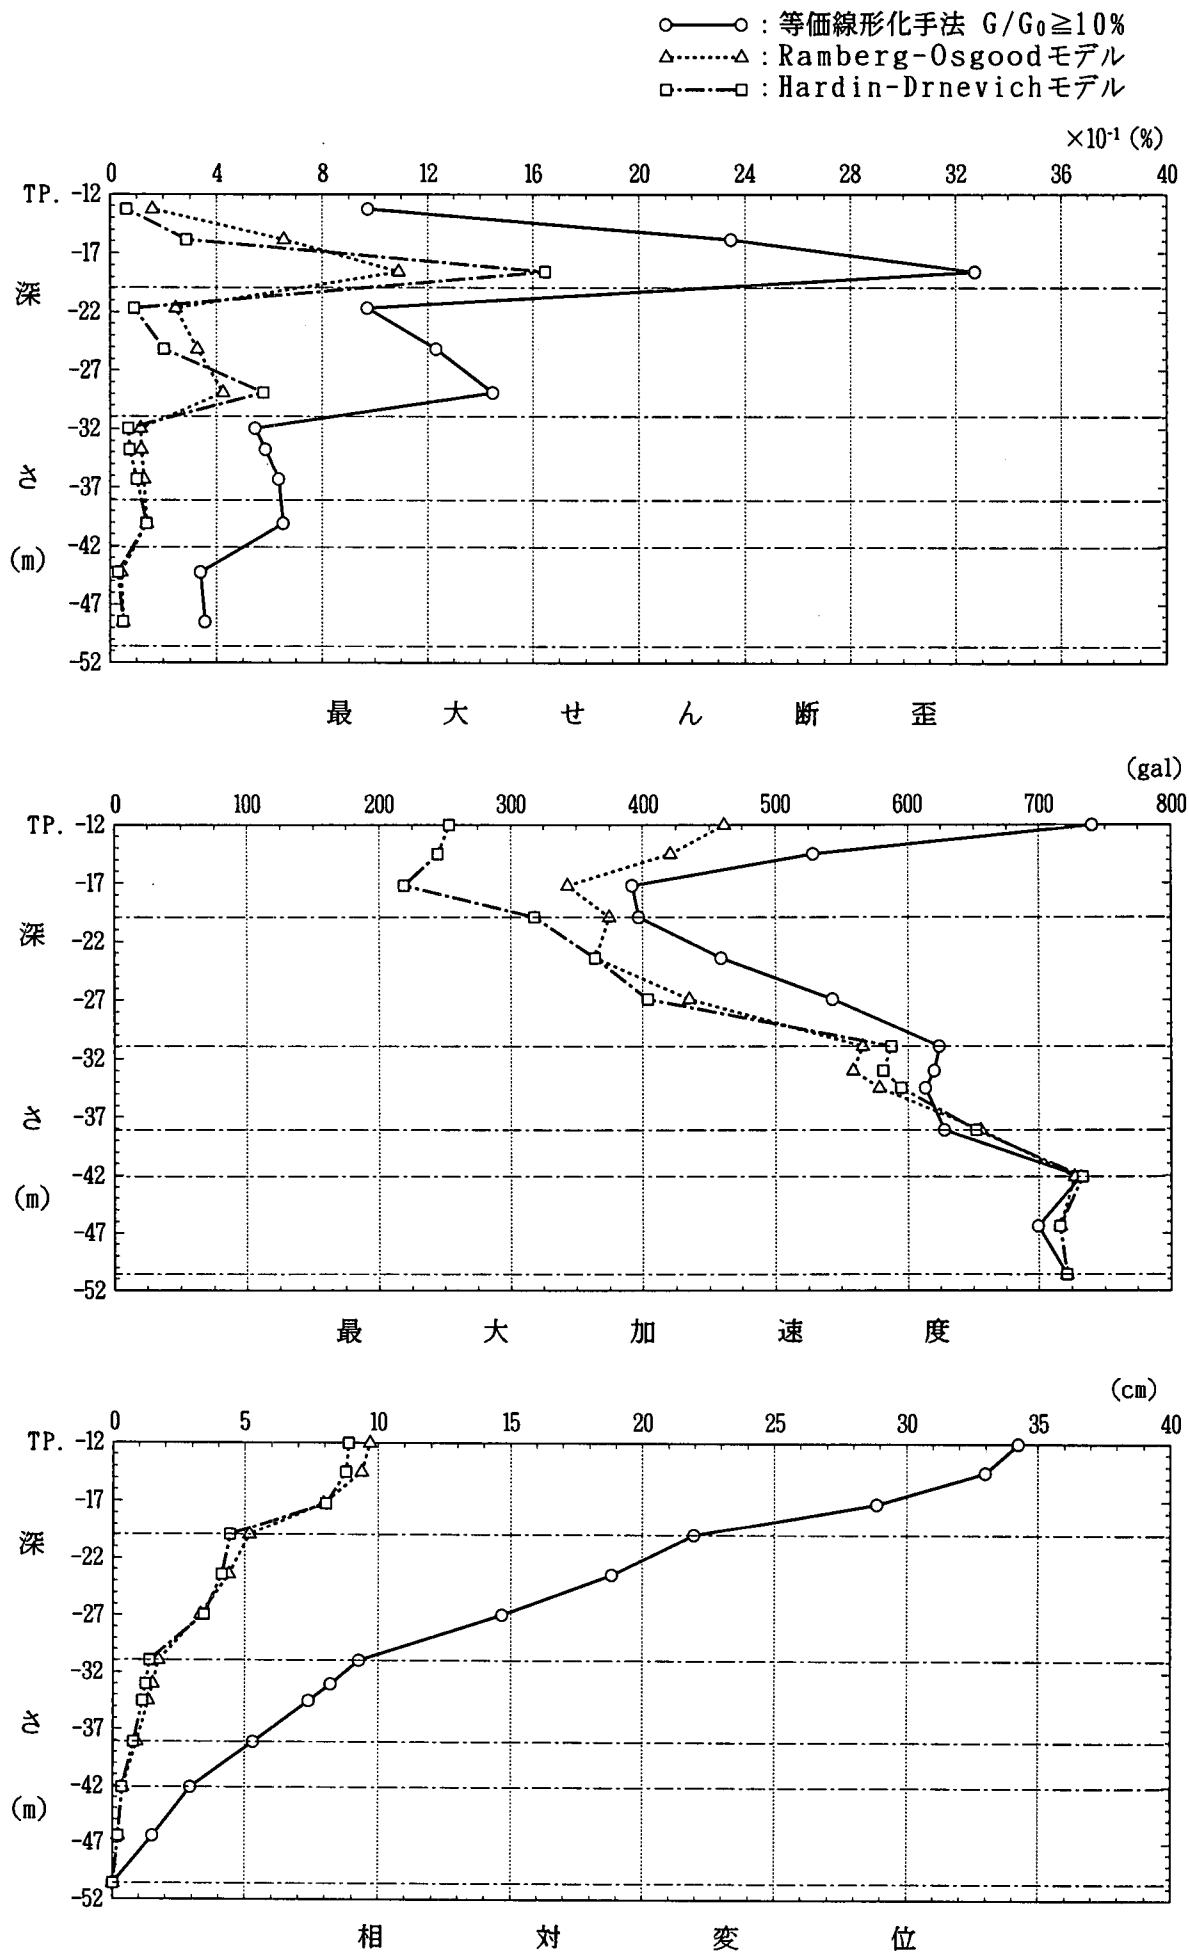 ○—○ : 等価線形化手法 G/G₀≧10%
△┄△ : Ramberg-Osgoodモデル
□-·-□ : Hardin-Drnevichモデル
×10⁻¹ (%)
0 4 8 12 16 20 24 28 32 36 40
TP. -12
-17
深
-22
-27
-32
さ
-37
-42
(m)
-47
-52
最大せん断歪
(gal)
0 100 200 300 400 500 600 700 800
TP. -12
-17
深
-22
-27
-32
さ
-37
-42
(m)
-47
-52
最大加速度
(cm)
0 5 10 15 20 25 30 35 40
TP. -12
-17
深
-22
-27
-32
さ
-37
-42
(m)
-47
-52
相対変位